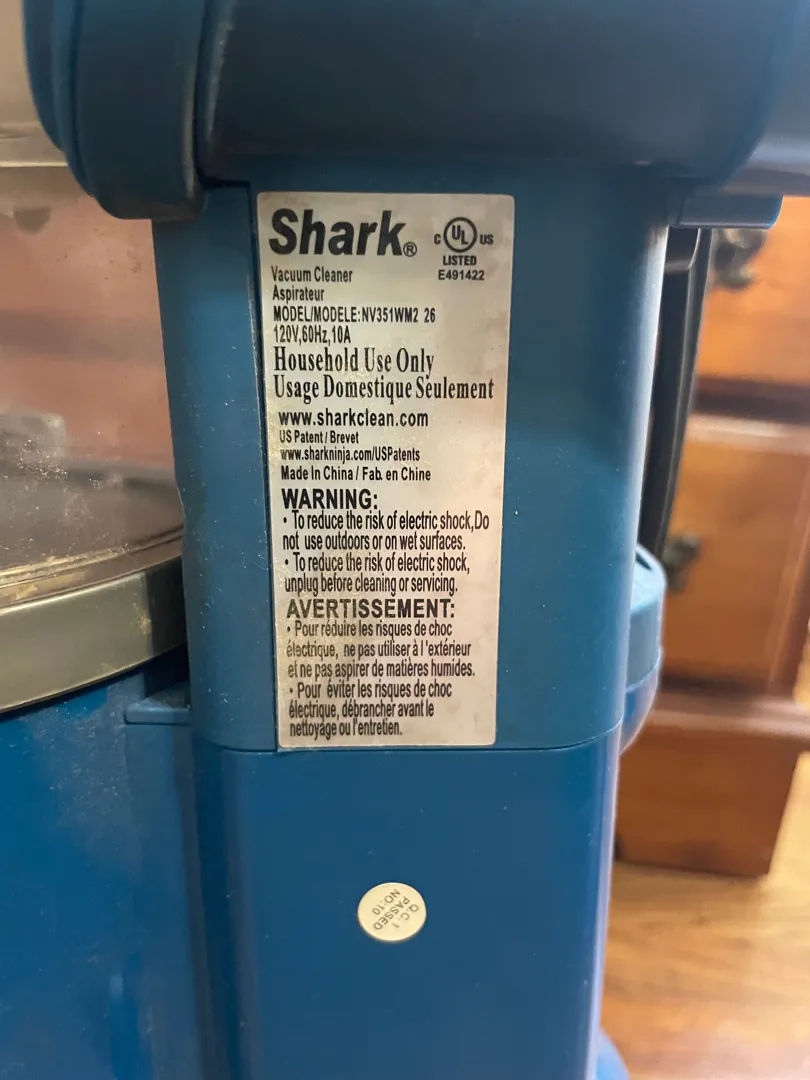 Shark®
C UL US
LISTED
E491422
Vacuum Cleaner
Aspirateur
MODEL/MODELE:NV351WM2 26
120V,60Hz,10A
Household Use Only
Usage Domestique Seulement
www.sharkclean.com
US Patent / Brevet
www.sharkninja.com/USPatents
Made In China / Fab. en Chine
WARNING:
• To reduce the risk of electric shock,Do
not use outdoors or on wet surfaces.
• To reduce the risk of electric shock,
unplug before cleaning or servicing.
AVERTISSEMENT:
• Pour réduire les risques de choc
électrique, ne pas utiliser à l'extérieur
et ne pas aspirer de matières humides.
• Pour éviter les risques de choc
électrique, débrancher avant le
nettoyage ou l'entretien.
Q.C. 1
PASSED
NO:10